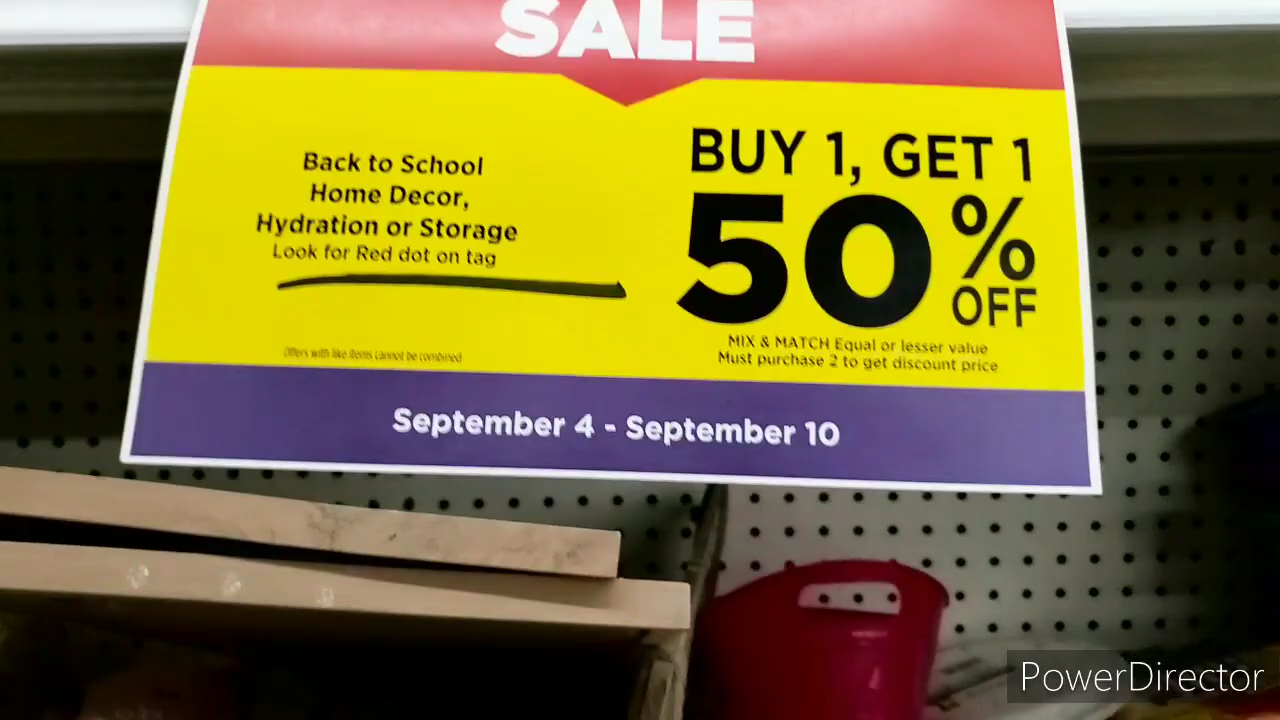 SALE
Back to School
Home Decor,
Hydration or Storage
Look for Red dot on tag
Offers with like items cannot be combined
BUY 1, GET 1
50%
OFF
MIX & MATCH Equal or lesser value
Must purchase 2 to get discount price
September 4 - September 10
PowerDirector